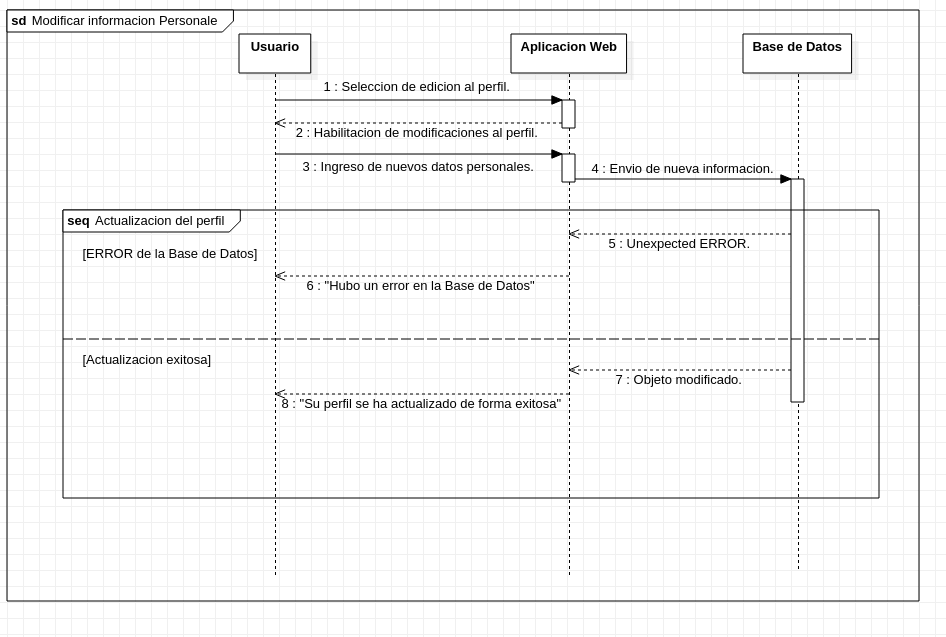 sd Modificar informacion Personale
Usuario
Aplicacion Web
Base de Datos
1 : Seleccion de edicion al perfil.
2 : Habilitacion de modificaciones al perfil.
3 : Ingreso de nuevos datos personales.
4 : Envio de nueva informacion.
seq Actualizacion del perfil
5 : Unexpected ERROR.
[ERROR de la Base de Datos]
6 : "Hubo un error en la Base de Datos"
[Actualizacion exitosa]
7 : Objeto modificado.
8 : "Su perfil se ha actualizado de forma exitosa"